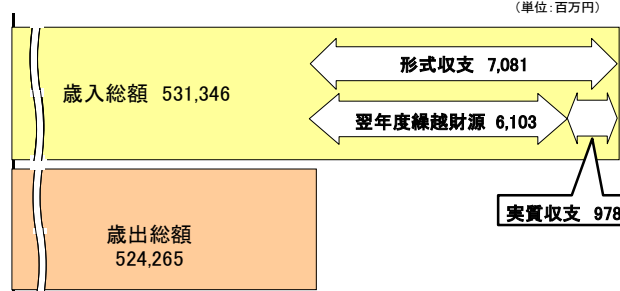 （単位：百万円）
形式収支 7,081
歳入総額 531,346
翌年度繰越財源 6,103
実質収支 978
歳出総額
524,265